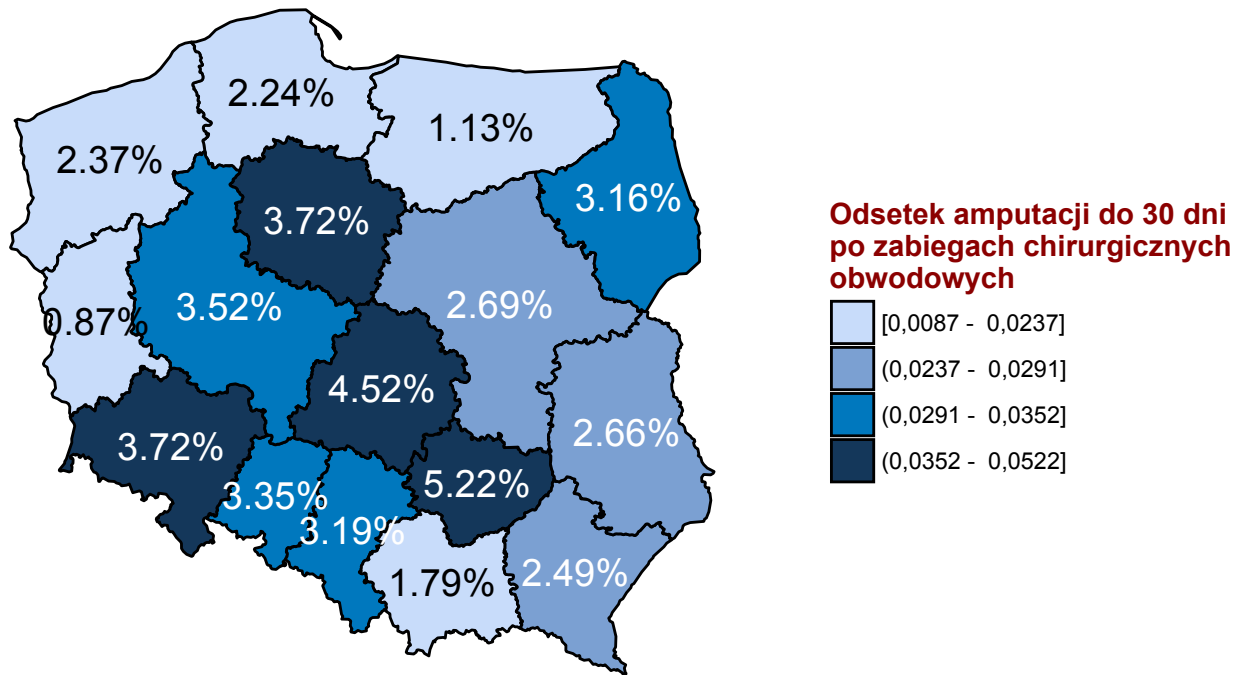 2.24%
1.13%
2.37%
3.16%
3.72%
3.52%
2.69%
0.87%
4.52%
3.72%
2.66%
5.22%
3.35%
3.19%
1.79%
2.49%
Odsetek amputacji do 30 dni
po zabiegach chirurgicznych
obwodowych
[0,0087 - 0,0237]
(0,0237 - 0,0291]
(0,0291 - 0,0352]
(0,0352 - 0,0522]